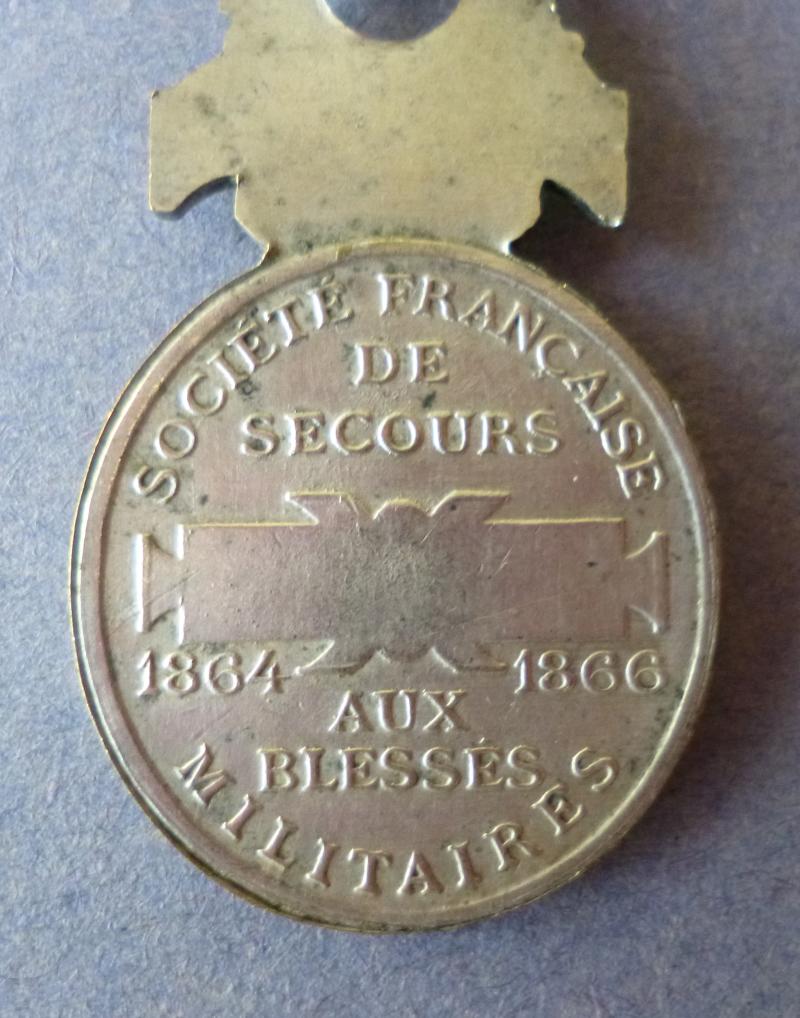 SOCIÉTÉ FRANÇAISE
DE
SECOURS
1864 1866
AUX
BLESSÉS
MILITAIRES